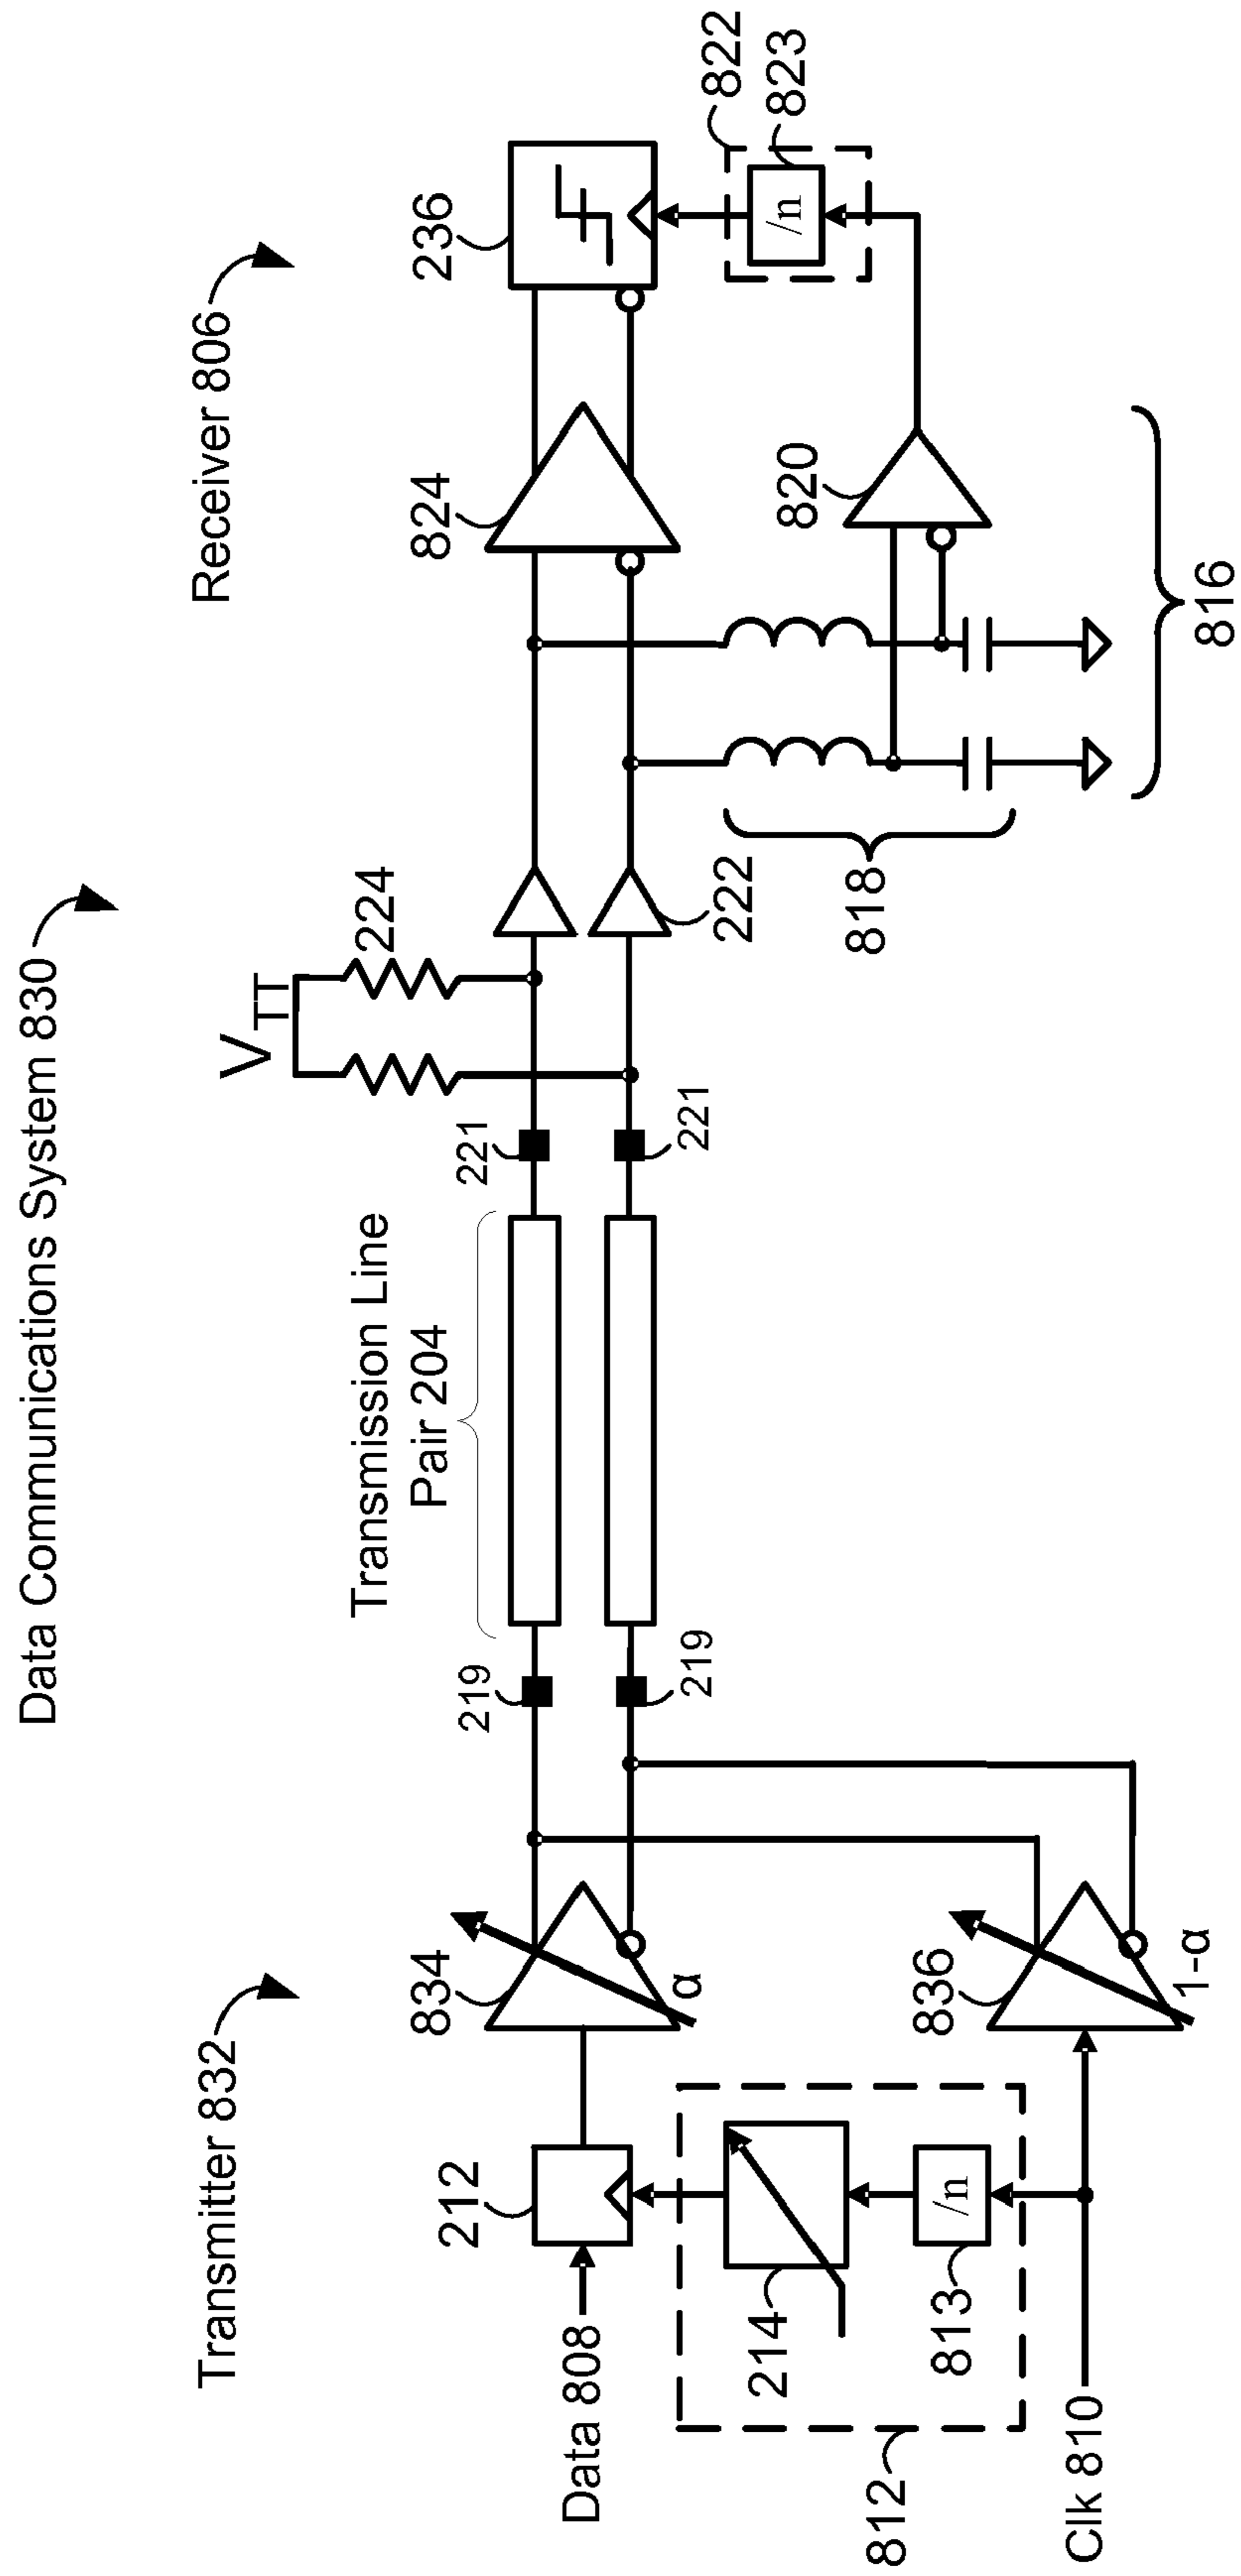 Data Communications System 830
Transmitter 832
Receiver 806
V
TT
224
Transmission Line
Pair 204
212
834
α
219
219
221
221
222
824
236
Data 808
214
813
/n
812
Clk 810
836
1-α
818
820
816
/n
822
823